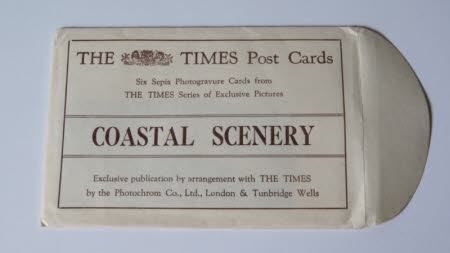 THE TIMES Post Cards
Six Sepia Photogravure Cards from
THE TIMES Series of Exclusive Pictures
COASTAL SCENERY
Exclusive publication by arrangement with THE TIMES
by the Photochrom Co., Ltd., London & Tunbridge Wells